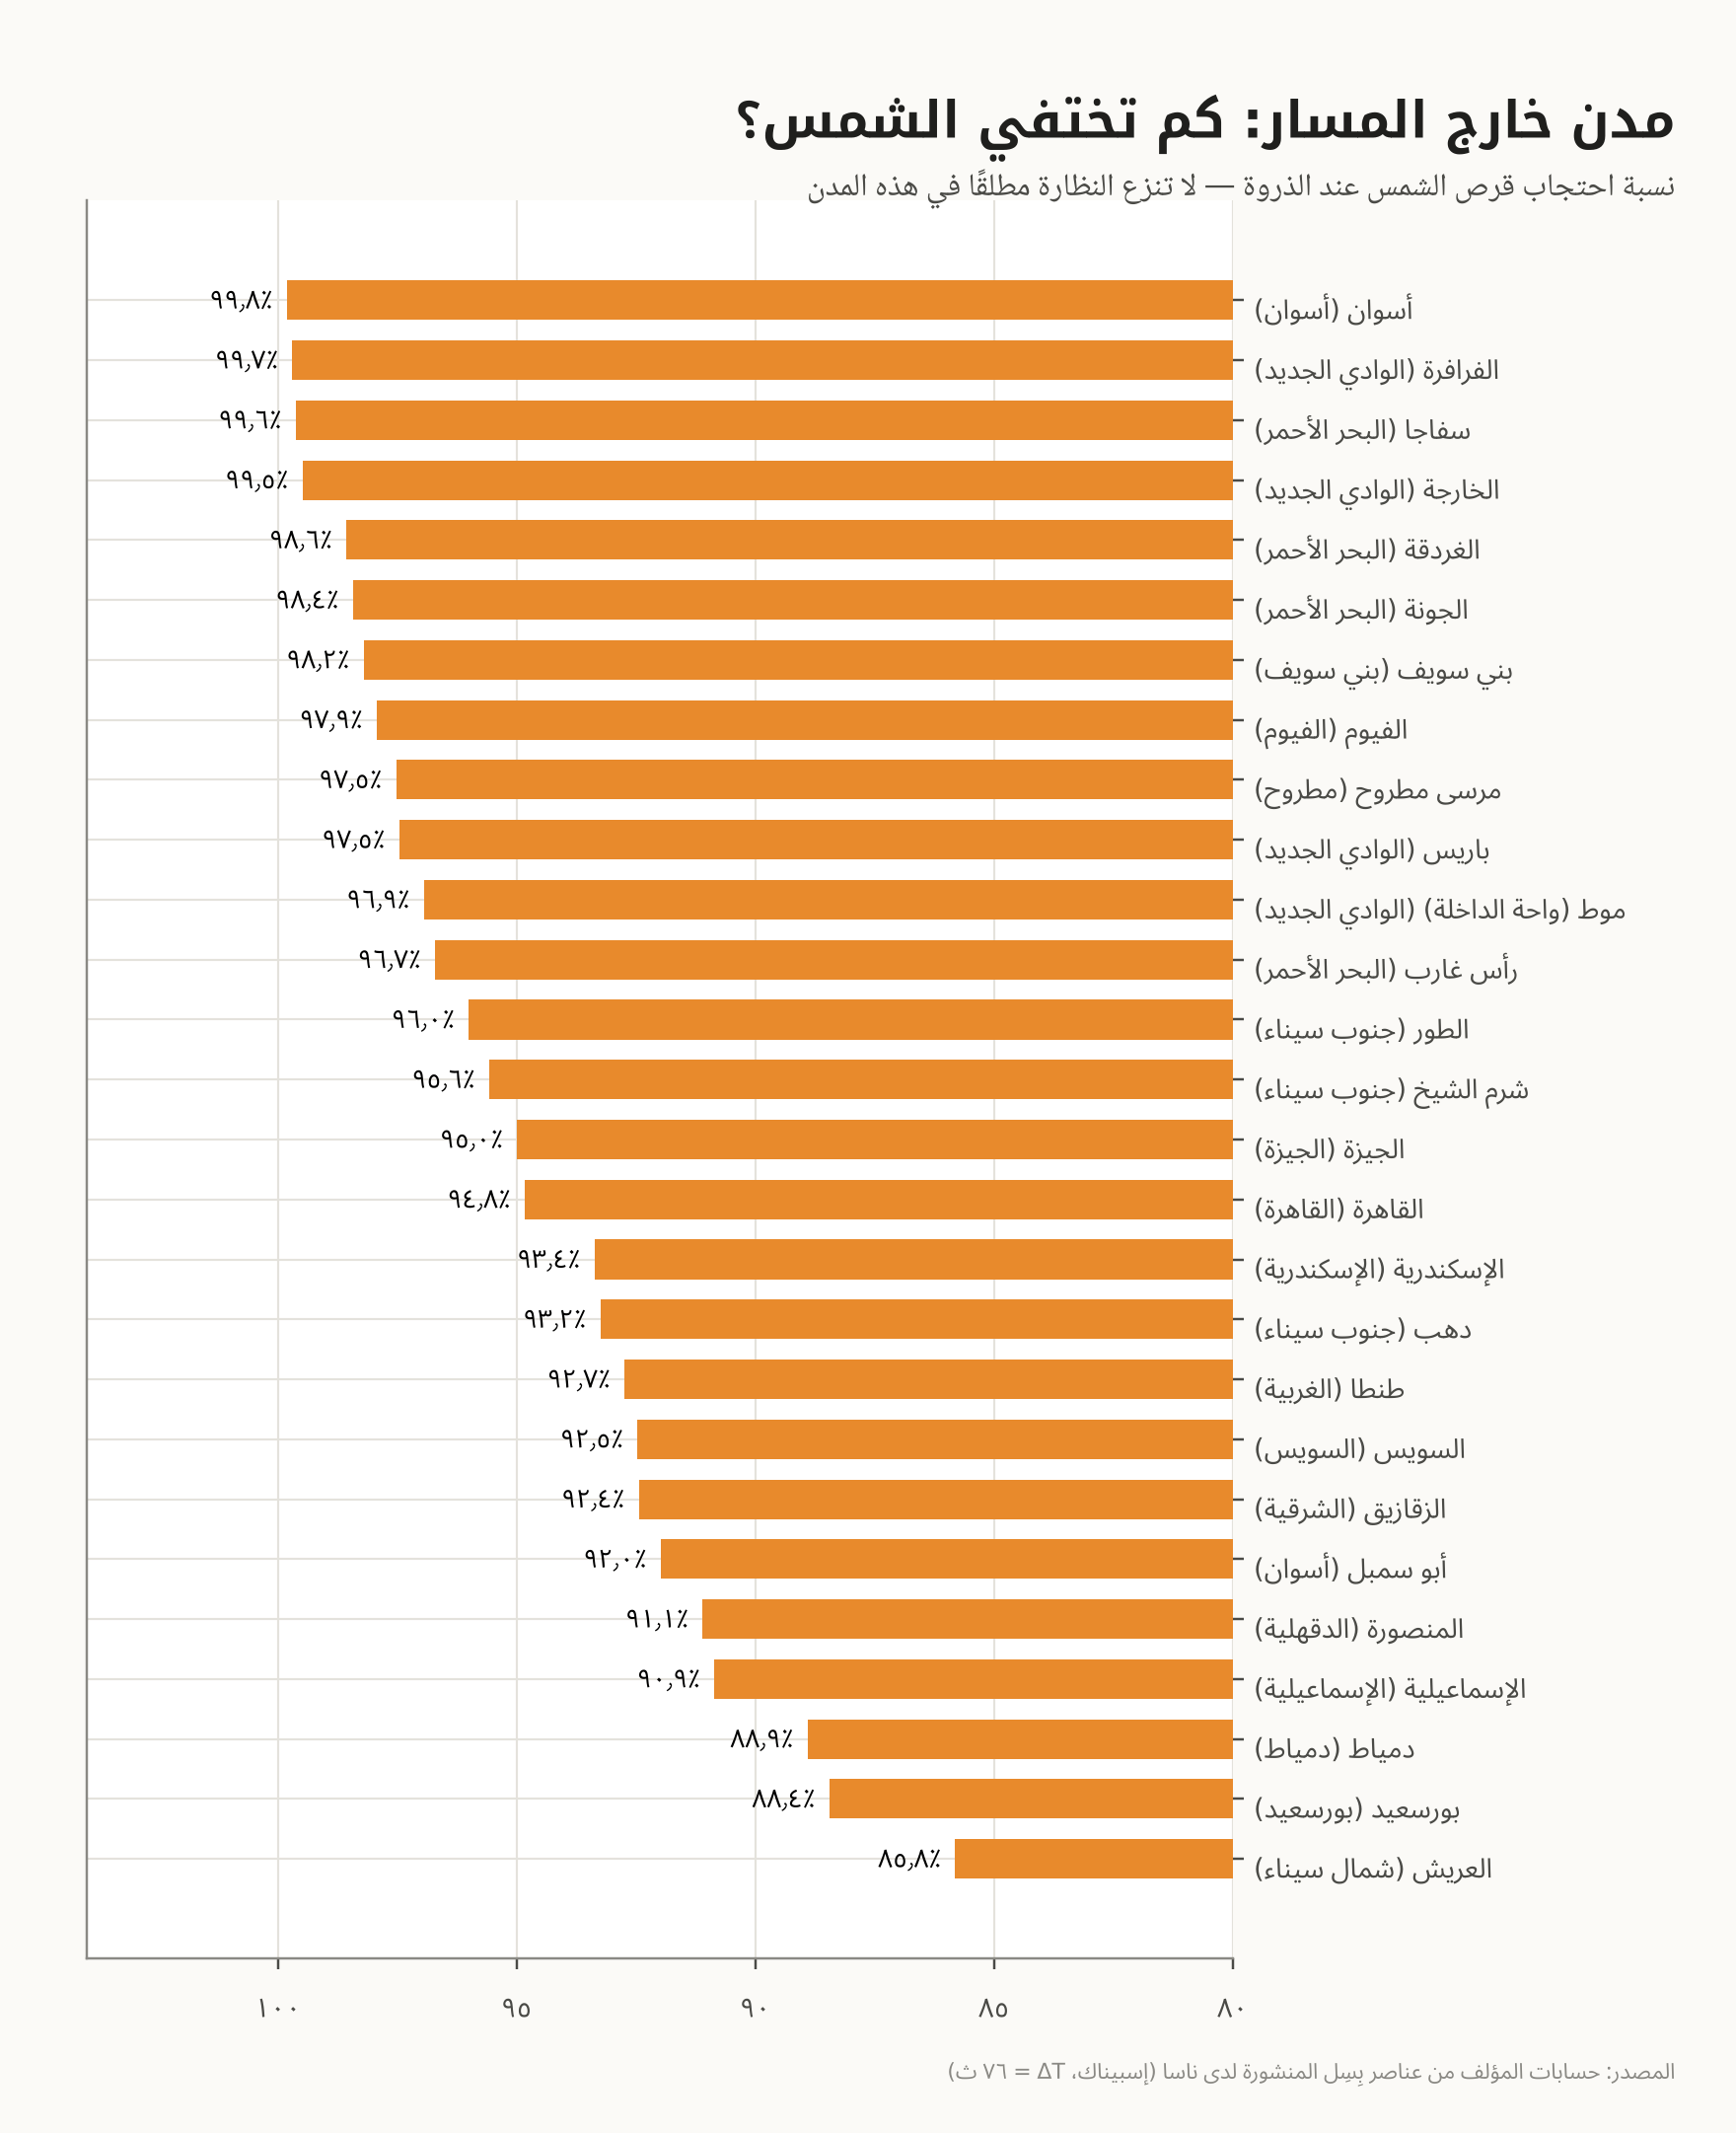 مدن خارج المسار: كم تختفي الشمس؟
نسبة احتجاب قرص الشمس عند الذروة — لا تنزع النظارة مطلقًا في هذه المدن
أسوان (أسوان) ٩٩٫٨٪
الفرافرة (الوادي الجديد) ٩٩٫٧٪
سفاجا (البحر الأحمر) ٩٩٫٦٪
الخارجة (الوادي الجديد) ٩٩٫٥٪
الغردقة (البحر الأحمر) ٩٨٫٦٪
الجونة (البحر الأحمر) ٩٨٫٤٪
بني سويف (بني سويف) ٩٨٫٢٪
الفيوم (الفيوم) ٩٧٫٩٪
مرسى مطروح (مطروح) ٩٧٫٥٪
باريس (الوادي الجديد) ٩٧٫٥٪
موط (واحة الداخلة) (الوادي الجديد) ٩٦٫٩٪
رأس غارب (البحر الأحمر) ٩٦٫٧٪
الطور (جنوب سيناء) ٩٦٫٠٪
شرم الشيخ (جنوب سيناء) ٩٥٫٦٪
الجيزة (الجيزة) ٩٥٫٠٪
القاهرة (القاهرة) ٩٤٫٨٪
الإسكندرية (الإسكندرية) ٩٣٫٤٪
دهب (جنوب سيناء) ٩٣٫٢٪
طنطا (الغربية) ٩٢٫٧٪
السويس (السويس) ٩٢٫٥٪
الزقازيق (الشرقية) ٩٢٫٤٪
أبو سمبل (أسوان) ٩٢٫٠٪
المنصورة (الدقهلية) ٩١٫١٪
الإسماعيلية (الإسماعيلية) ٩٠٫٩٪
دمياط (دمياط) ٨٨٫٩٪
بورسعيد (بورسعيد) ٨٨٫٤٪
العريش (شمال سيناء) ٨٥٫٨٪
٨٠ ٨٥ ٩٠ ٩٥ ١٠٠
المصدر: حسابات المؤلف من عناصر بِسِل المنشورة لدى ناسا (إسبيناك، ΔT = ٧٦ ث)